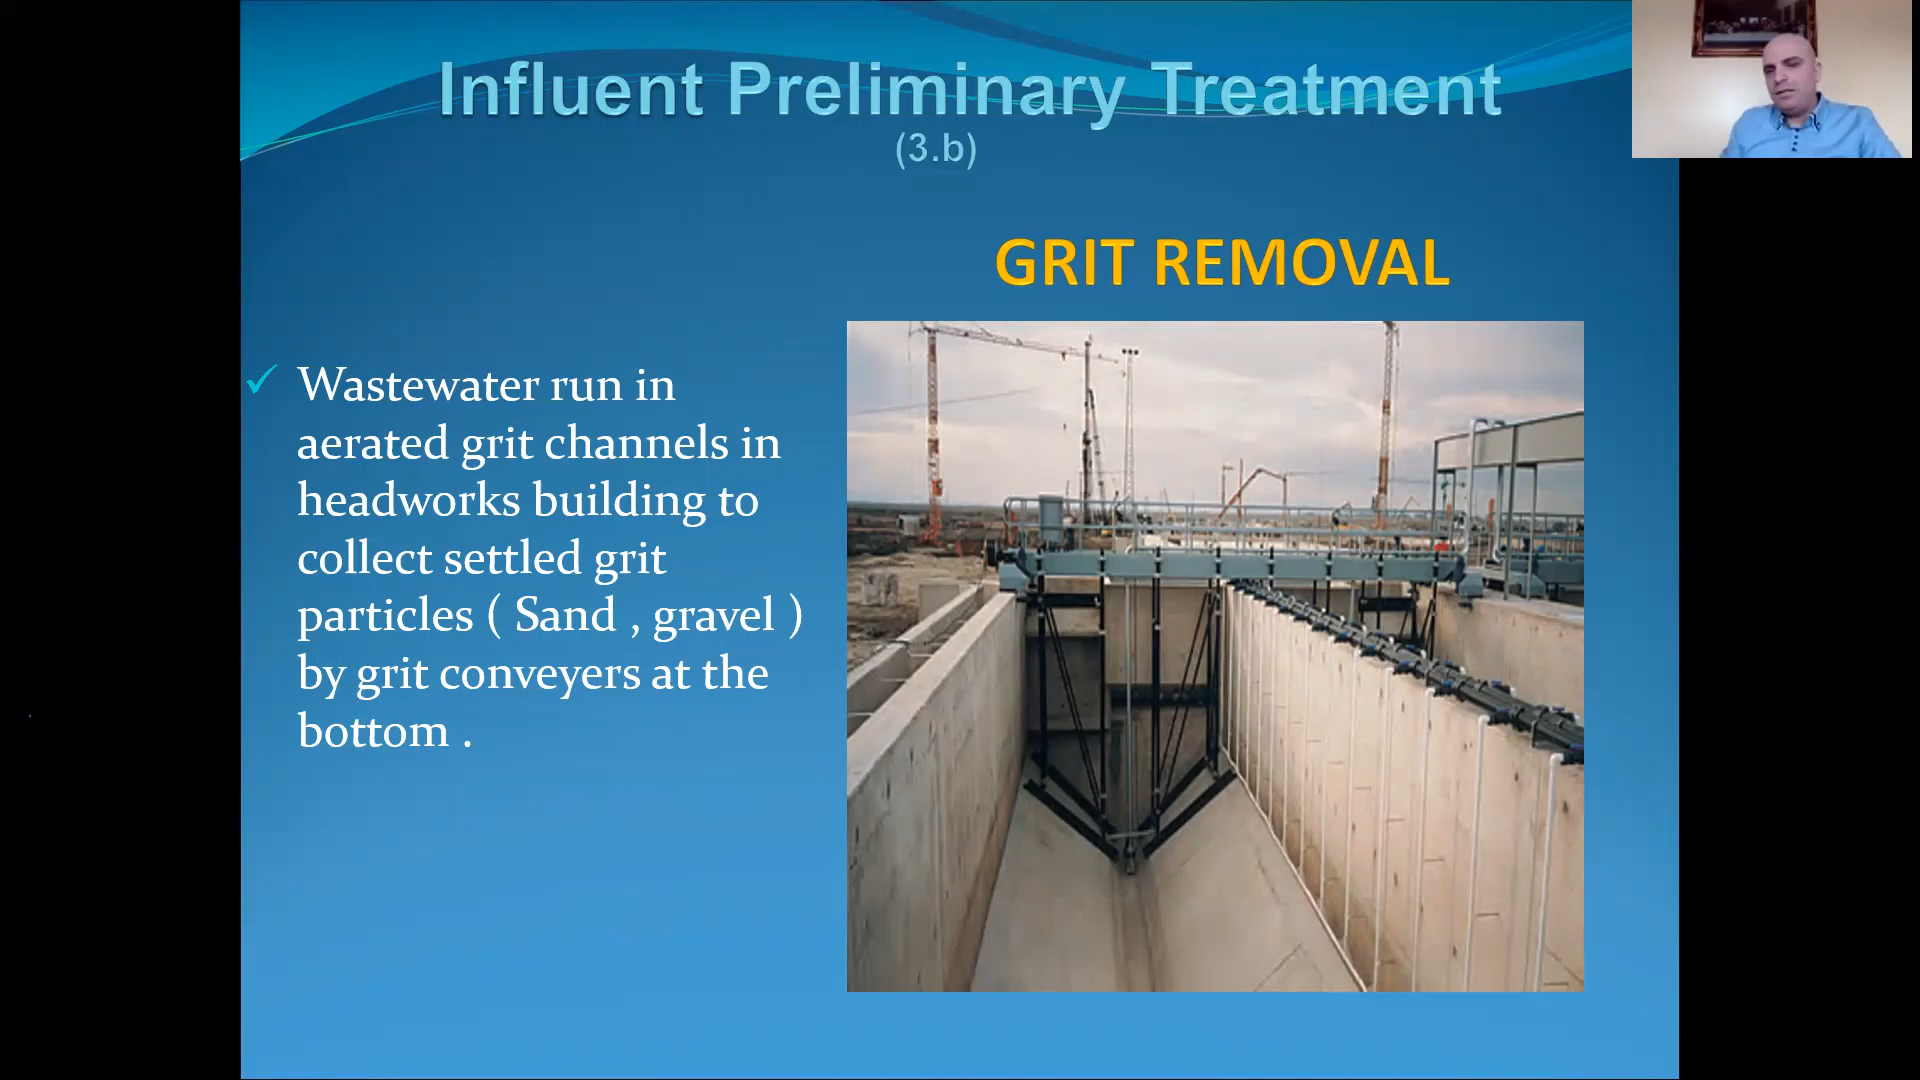 Influent Preliminary Treatment
(3.b)
GRIT REMOVAL
Wastewater run in
aerated grit channels in
headworks building to
collect settled grit
particles ( Sand , gravel )
by grit conveyers at the
bottom .